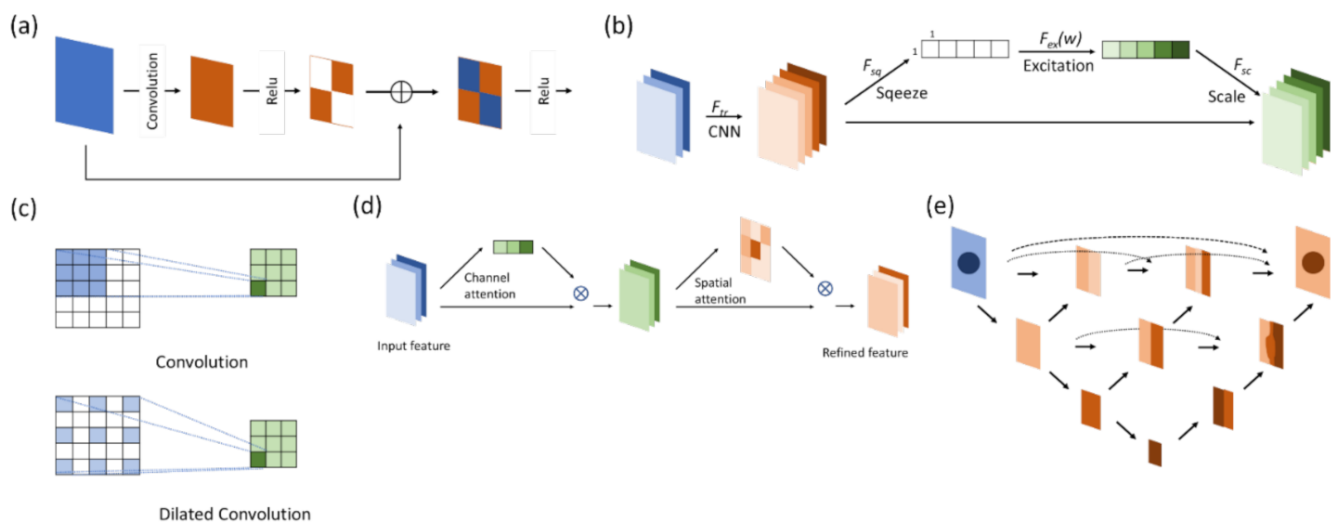 (a)
Convolution
Relu
Relu
(b)
F_tr
CNN
F_sq
Sqeeze
1
1
F_ex(w)
Excitation
F_sc
Scale
(c)
Convolution
Dilated Convolution
(d)
Input feature
Channel
attention
Spatial
attention
Refined feature
(e)